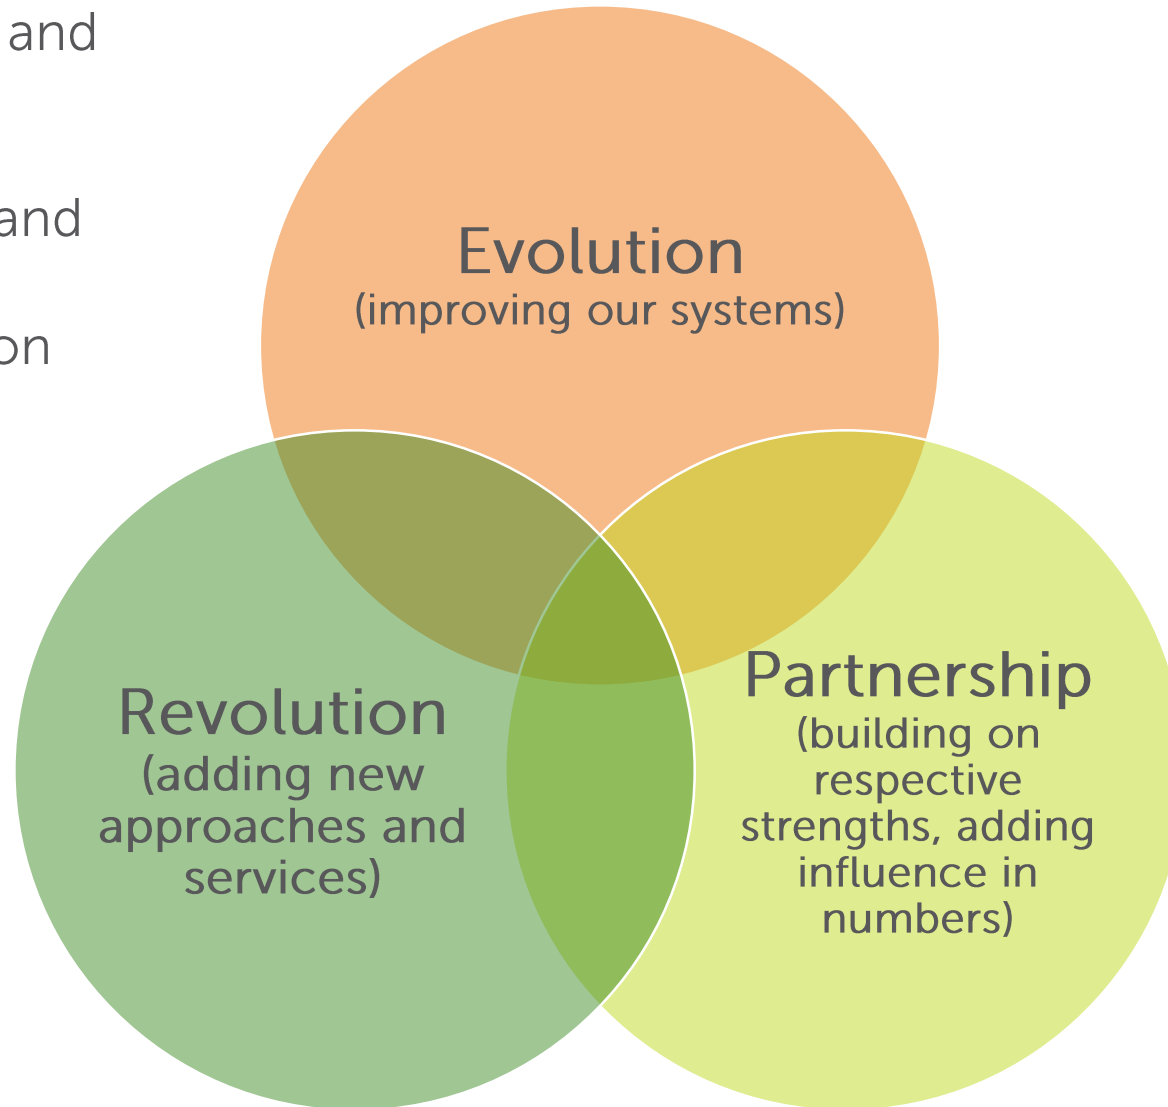 and
and
on
Evolution
(improving our systems)
Revolution
(adding new
approaches and
services)
Partnership
(building on
respective
strengths, adding
influence in
numbers)